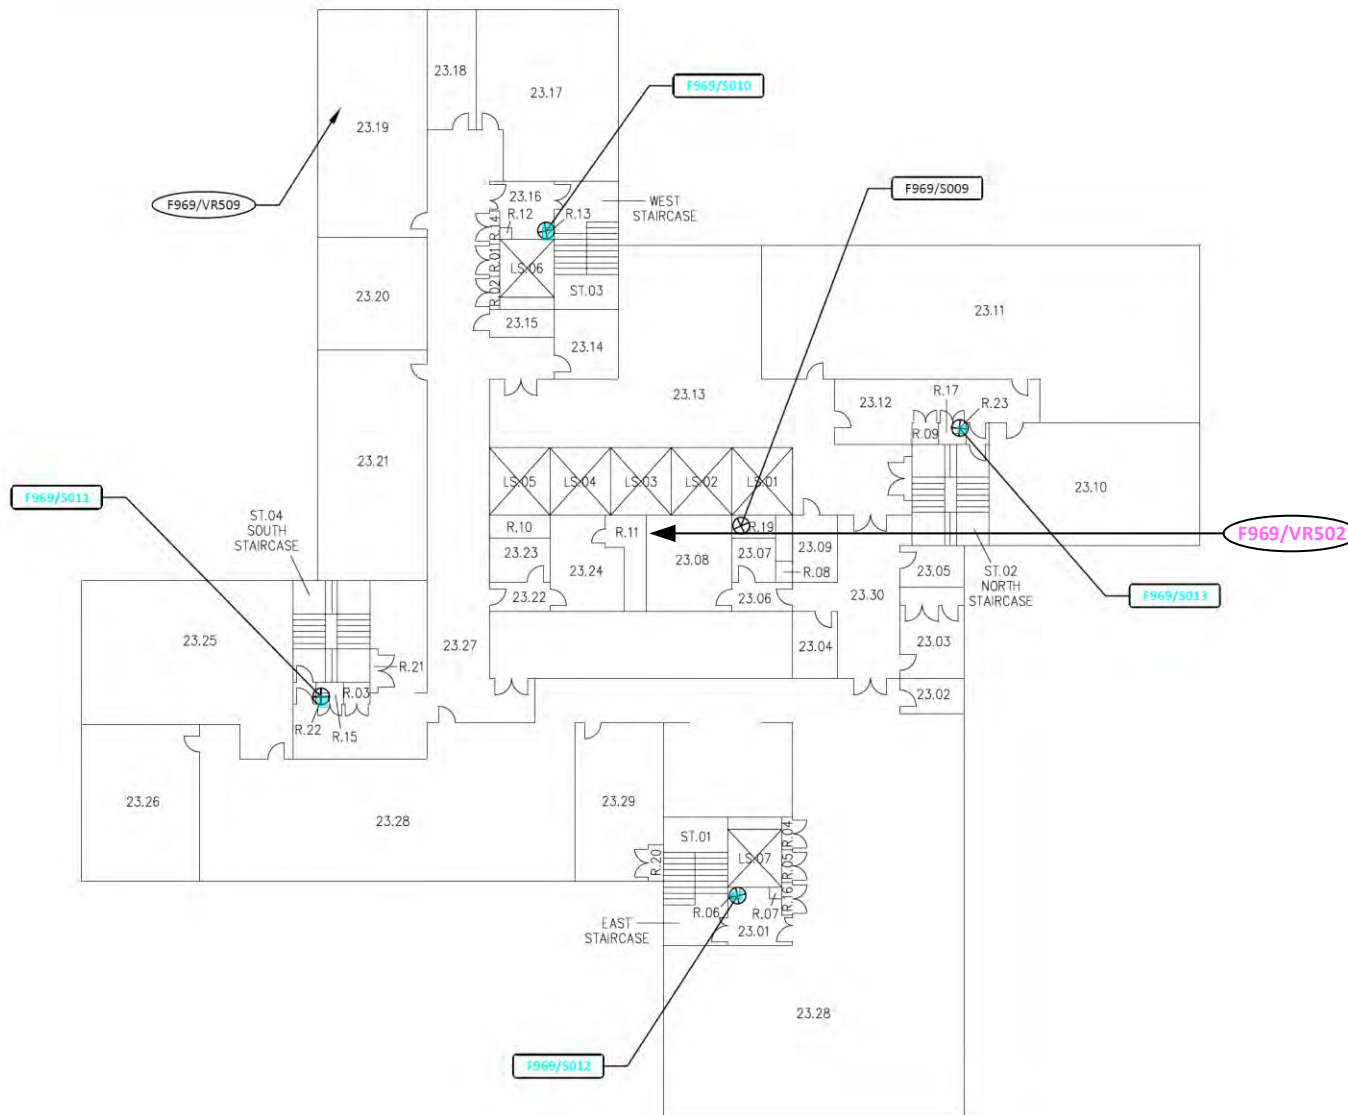 23.18
23.17
F969/S010
23.19
F969/VR509
23.16
R.12
R.13
R.14
WEST
STAIRCASE
F969/S009
R.01
LS.06
R.02
ST.03
23.20
23.15
23.14
23.11
23.13
23.12
R.17
R.23
R.09
23.21
LS.05
LS.04
LS.03
LS.02
LS.01
23.10
F969/S011
ST.04
SOUTH
STAIRCASE
R.10
R.11
R.19
F969/VR502
23.23
23.24
23.08
23.07
23.09
R.08
23.05
ST.02
NORTH
STAIRCASE
F969/S013
23.22
23.06
23.30
23.25
23.27
23.04
23.03
R.21
R.03
23.02
R.22
R.15
23.26
23.28
23.29
R.20
ST.01
LS.07
R.04
R.05
R.16
R.06
R.07
EAST
STAIRCASE
23.01
23.28
F969/S012